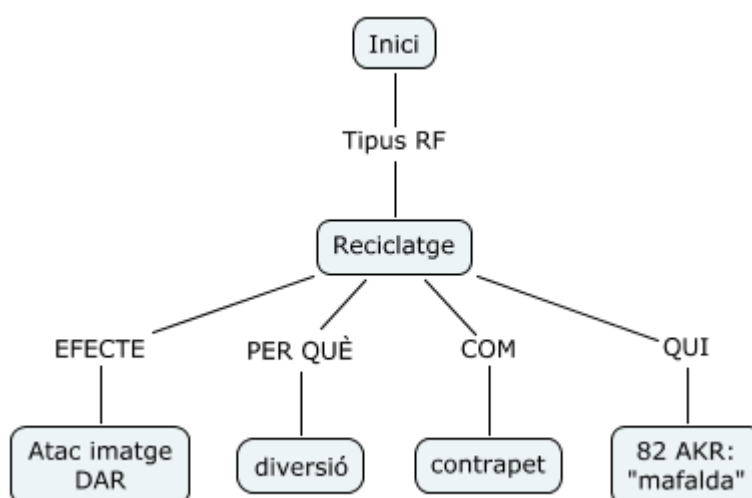 Inici
Tipus RF
Reciclatge
EFECTE
PER QUÈ
COM
QUI
Atac imatge
DAR
diversió
contrapet
82 AKR:
"mafalda"